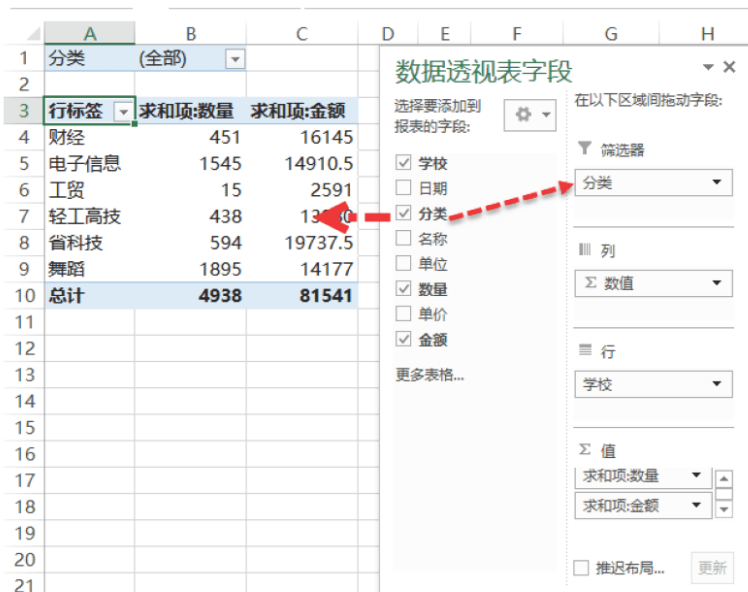 A B C D E F G H
1 分类 (全部)
2
3 行标签 求和项:数量 求和项:金额
4 财经 451 16145
5 电子信息 1545 14910.5
6 工贸 15 2591
7 轻工高技 438
8 省科技 594 19737.5
9 舞蹈 1895 14177
10 总计 4938 81541
11
12
13
14
15
16
17
18
19
20
21
数据透视表字段
选择要添加到
报表的字段:
学校
日期
分类
名称
单位
数量
单价
金额
更多表格...
在以下区域间拖动字段:
筛选器
分类
列
Σ 数值
行
学校
Σ 值
求和项:数量
求和项:金额
推迟布局...
更新